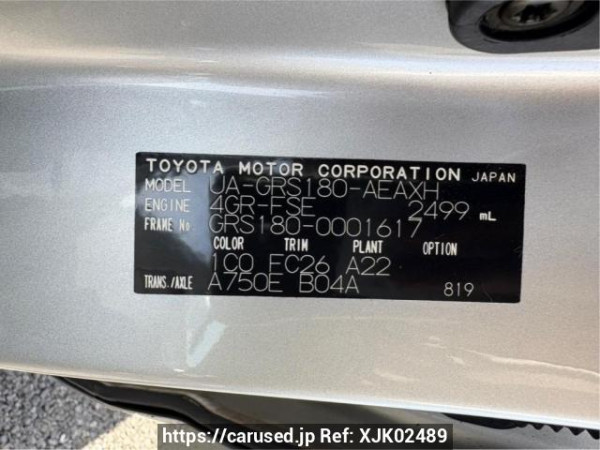 TOYOTA MOTOR CORPORATION JAPAN
MODEL UA-GRS180-AEAXH
ENGINE 4GR-FSE 2499 mL
FRAME No. GRS180-0001617
COLOR TRIM PLANT OPTION
1C0 FC26 A22
TRANS./AXLE A750E B04A 819
https://carused.jp Ref: XJK02489